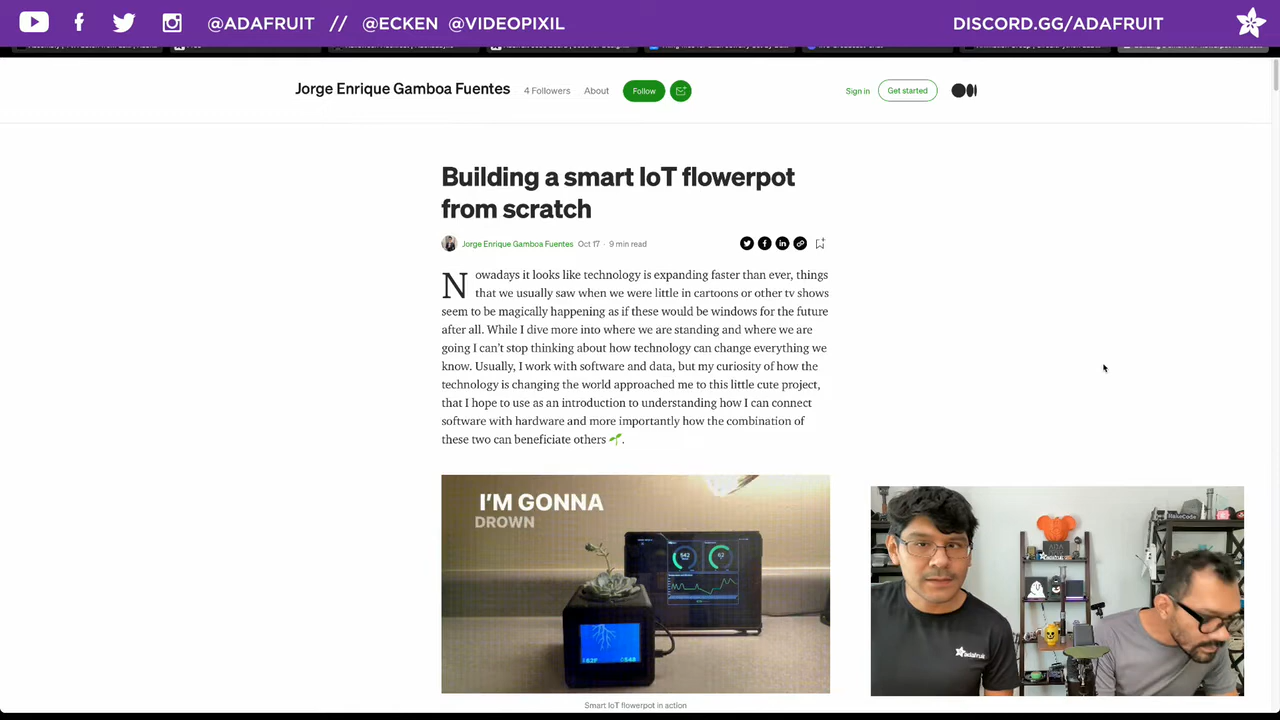 @ADAFRUIT // @ECKEN @VIDEOPIXIL
DISCORD.GG/ADAFRUIT
Jorge Enrique Gamboa Fuentes
4 Followers
About
Follow
Sign in
Get started
Building a smart IoT flowerpot
from scratch
Jorge Enrique Gamboa Fuentes Oct 17 · 9 min read
Nowadays it looks like technology is expanding faster than ever, things
that we usually saw when we were little in cartoons or other tv shows
seem to be magically happening as if these would be windows for the future
after all. While I dive more into where we are standing and where we are
going I can't stop thinking about how technology can change everything we
know. Usually, I work with software and data, but my curiosity of how the
technology is changing the world approached me to this little cute project,
that I hope to use as an introduction to understanding how I can connect
software with hardware and more importantly how the combination of
these two can beneficiate others 🌱.
I'M GONNA
DROWN
642
62
Smart IoT flowerpot in action
adafruit